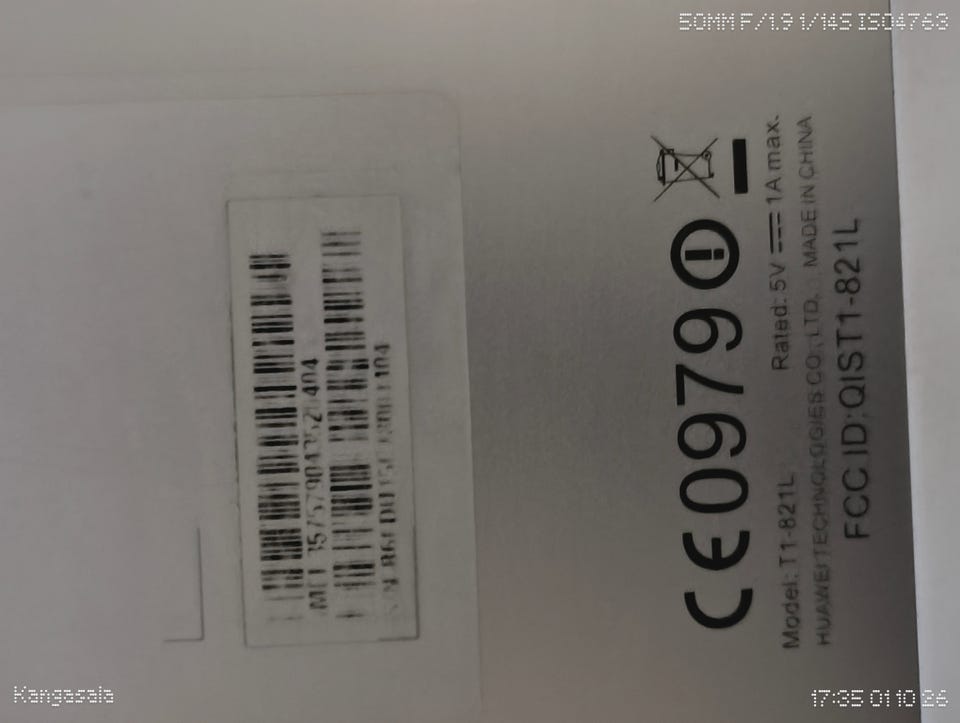 50MM F/1.9 1/14S ISO4763
CE0979
Model: T1-821L Rated: 5V 1A max.
HUAWEI TECHNOLOGIES CO., LTD. MADE IN CHINA
FCC ID:QIST1-821L
Kangasala
17:35 01 10 26